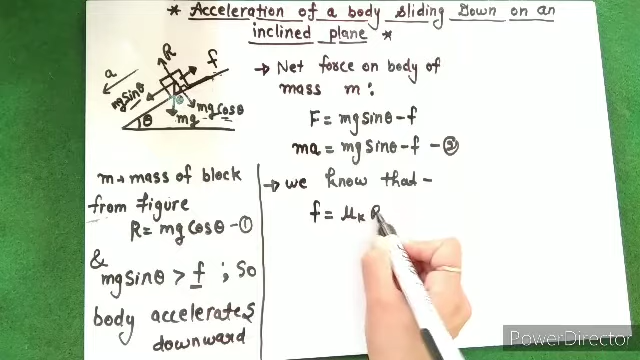 * Acceleration of a body sliding Down on an
inclined plane *
R
f
a
mg sinθ
θ
mg cosθ
mg
θ
m → mass of block
from figure
R = mg cosθ - ①
&
mg sinθ > f ; So
body accelerates
downward
→ Net force on body of
mass m :
F = mg sinθ - f
ma = mg sinθ - f - ②
→ we know that -
f = μk R
PowerDirector